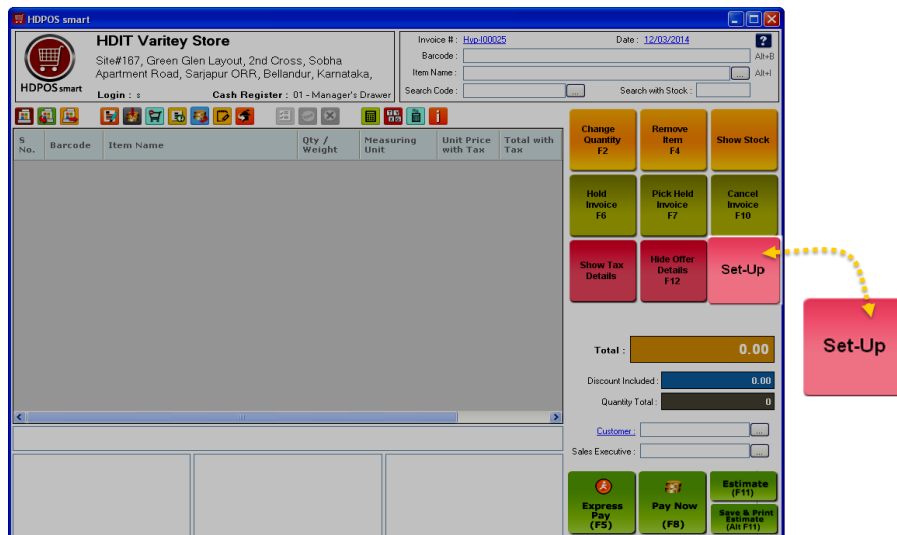 HDPOS smart
HDIT Varitey Store
Site#167, Green Glen Layout, 2nd Cross, Sobha
Apartment Road, Sarjapur ORR, Bellandur, Karnataka,
HDPOS smart
Login : s
Cash Register : 01 - Manager's Drawer
Invoice # : Hyp-I00025
Date : 12/03/2014
?
Barcode :
Alt+B
Item Name :
...
Alt+I
Search Code :
...
Search with Stock :
S No.
Barcode
Item Name
Qty / Weight
Measuring Unit
Unit Price with Tax
Total with Tax
Change Quantity F2
Remove Item F4
Show Stock
Hold Invoice F6
Pick Held Invoice F7
Cancel Invoice F10
Show Tax Details
Hide Offer Details F12
Set-Up
Set-Up
Total : 0.00
Discount Included : 0.00
Quantity Total : 0
Customer :
...
Sales Executive :
...
Express Pay (F5)
Pay Now (F8)
Estimate (F11)
Save & Print Estimate (Alt F11)